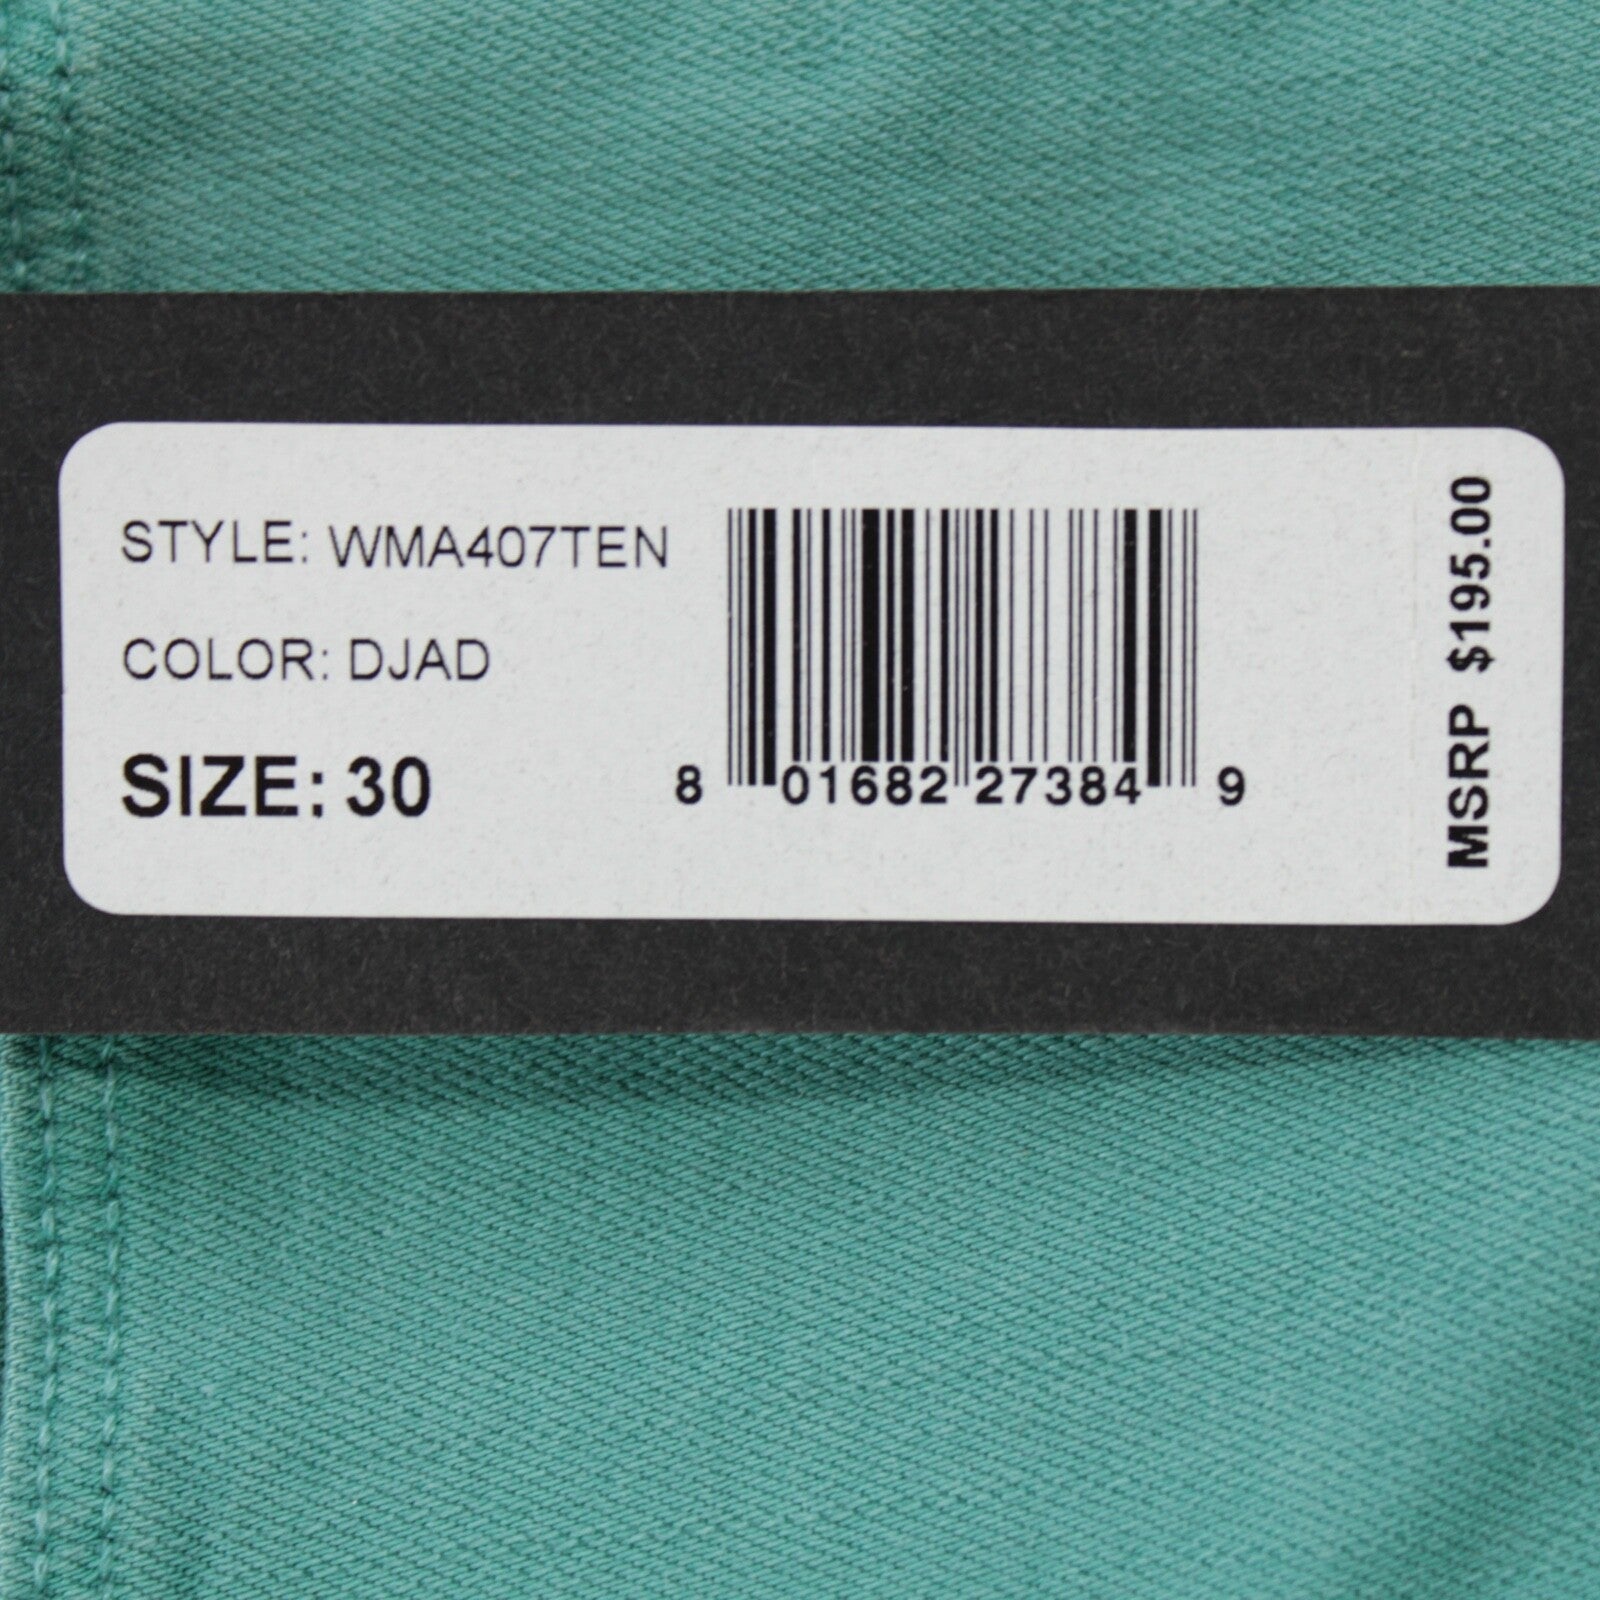 STYLE: WMA407TEN
COLOR: DJAD
SIZE: 30
8 01682 27384 9
MSRP $195.00